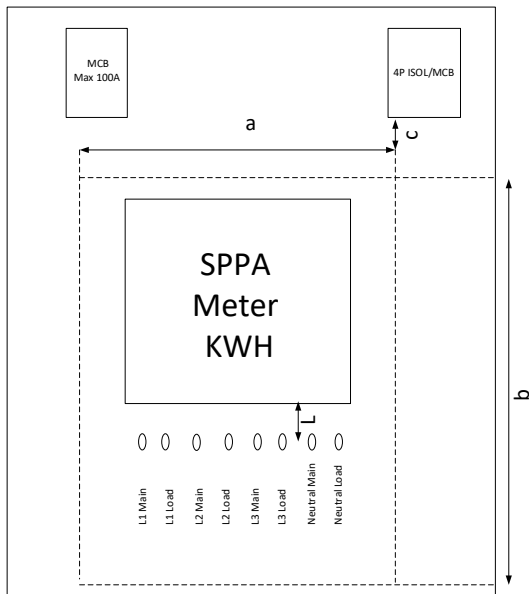 MCB
Max 100A
4P ISOL/MCB
a
c
SPPA
Meter
KWH
L
b
L1 Main
L1 Load
L2 Main
L2 Load
L3 Main
L3 Load
Neutral Main
Neutral Load